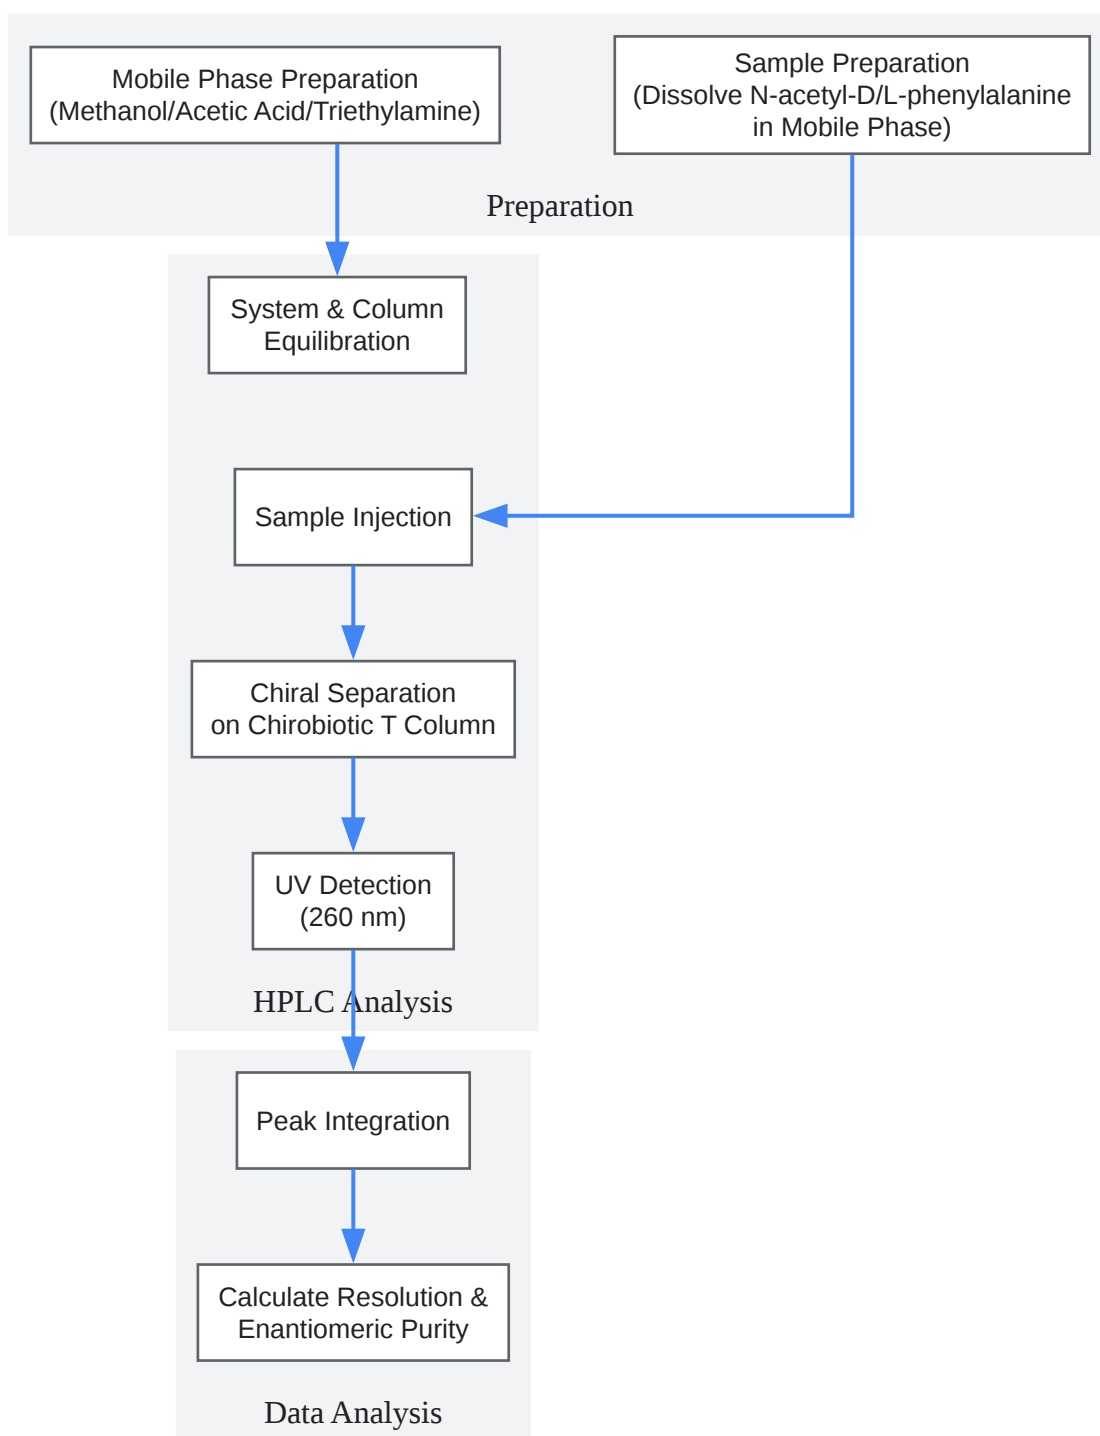 Mobile Phase Preparation
(Methanol/Acetic Acid/Triethylamine)
Sample Preparation
(Dissolve N-acetyl-D/L-phenylalanine
in Mobile Phase)
Preparation
System & Column
Equilibration
Sample Injection
Chiral Separation
on Chirobiotic T Column
UV Detection
(260 nm)
HPLC Analysis
Peak Integration
Calculate Resolution &
Enantiomeric Purity
Data Analysis